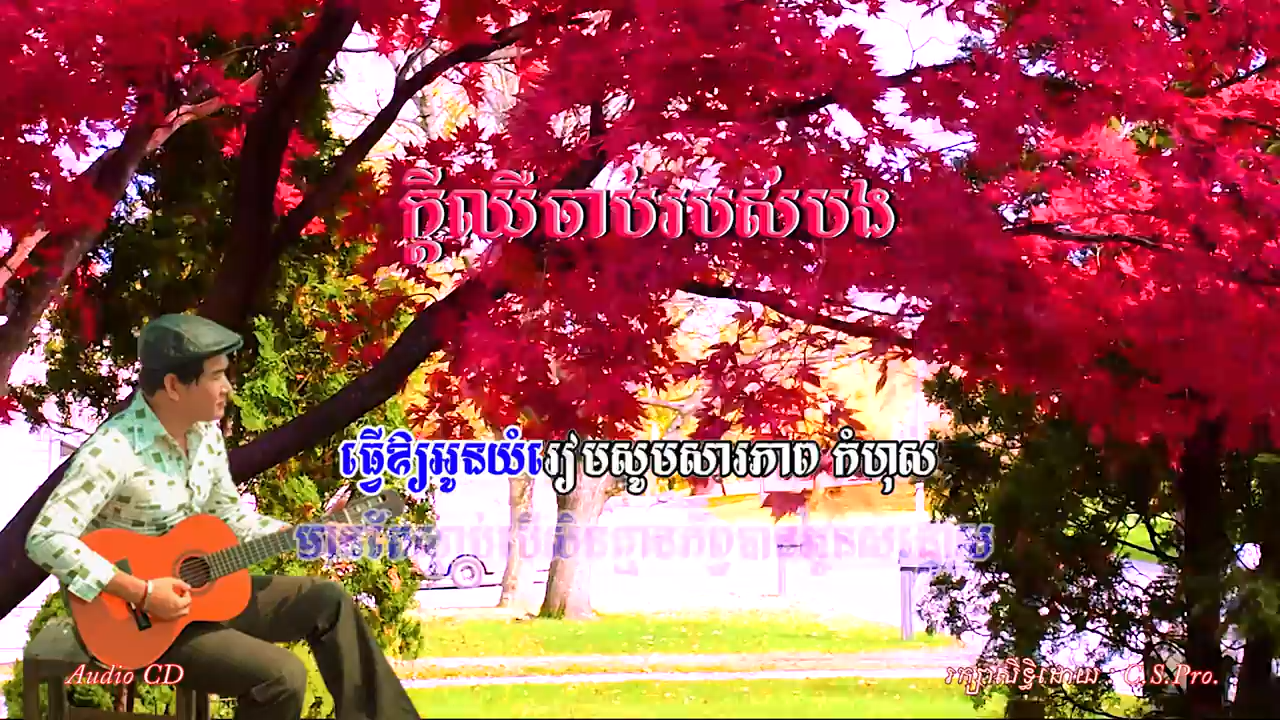 ក្ដីឈឺចាប់របស់បង
ធ្វើឱ្យអូនយំរៀមសូមសារភាព កំហុស
Audio CD
រក្សាសិទ្ធិដោយ C.S.Pro.